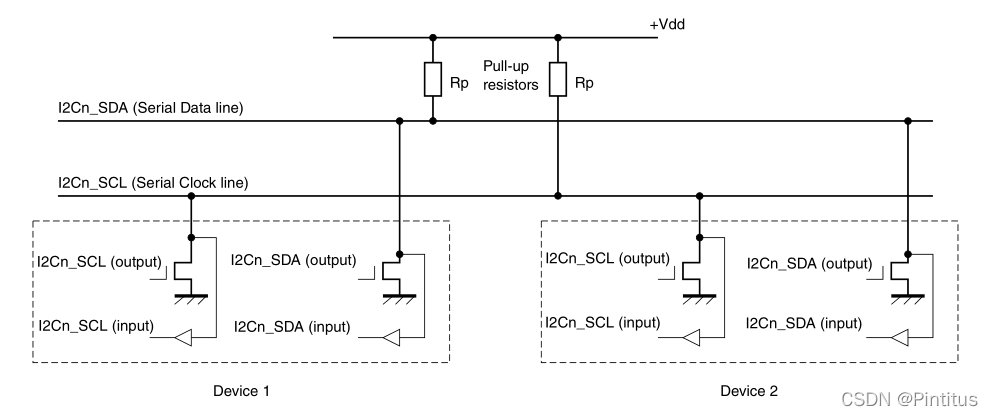 +Vdd
Pull-up
resistors
Rp
Rp
I2Cn_SDA (Serial Data line)
I2Cn_SCL (Serial Clock line)
I2Cn_SCL (output)
I2Cn_SDA (output)
I2Cn_SCL (output)
I2Cn_SDA (output)
I2Cn_SCL (input)
I2Cn_SDA (input)
I2Cn_SCL (input)
I2Cn_SDA (input)
Device 1
Device 2
CSDN @Pintitus